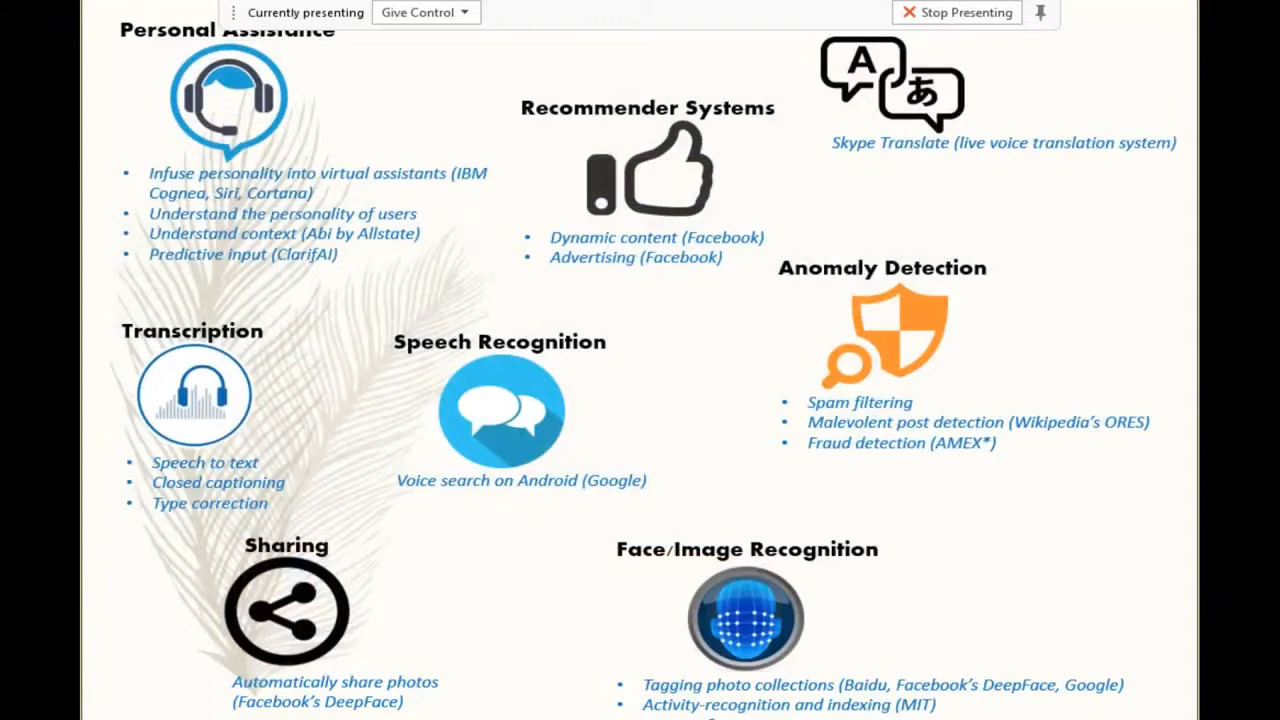 Currently presenting
Give Control
Stop Presenting
Personal Assistance
A あ
Skype Translate (live voice translation system)
Recommender Systems
• Infuse personality into virtual assistants (IBM
Cognea, Siri, Cortana)
• Understand the personality of users
• Understand context (Abi by Allstate)
• Predictive input (ClarifAI)
• Dynamic content (Facebook)
• Advertising (Facebook)
Anomaly Detection
Transcription
Speech Recognition
• Spam filtering
• Malevolent post detection (Wikipedia's ORES)
• Fraud detection (AMEX*)
• Speech to text
• Closed captioning
• Type correction
Voice search on Android (Google)
Sharing
Face/Image Recognition
Automatically share photos
(Facebook's DeepFace)
• Tagging photo collections (Baidu, Facebook's DeepFace, Google)
• Activity-recognition and indexing (MIT)